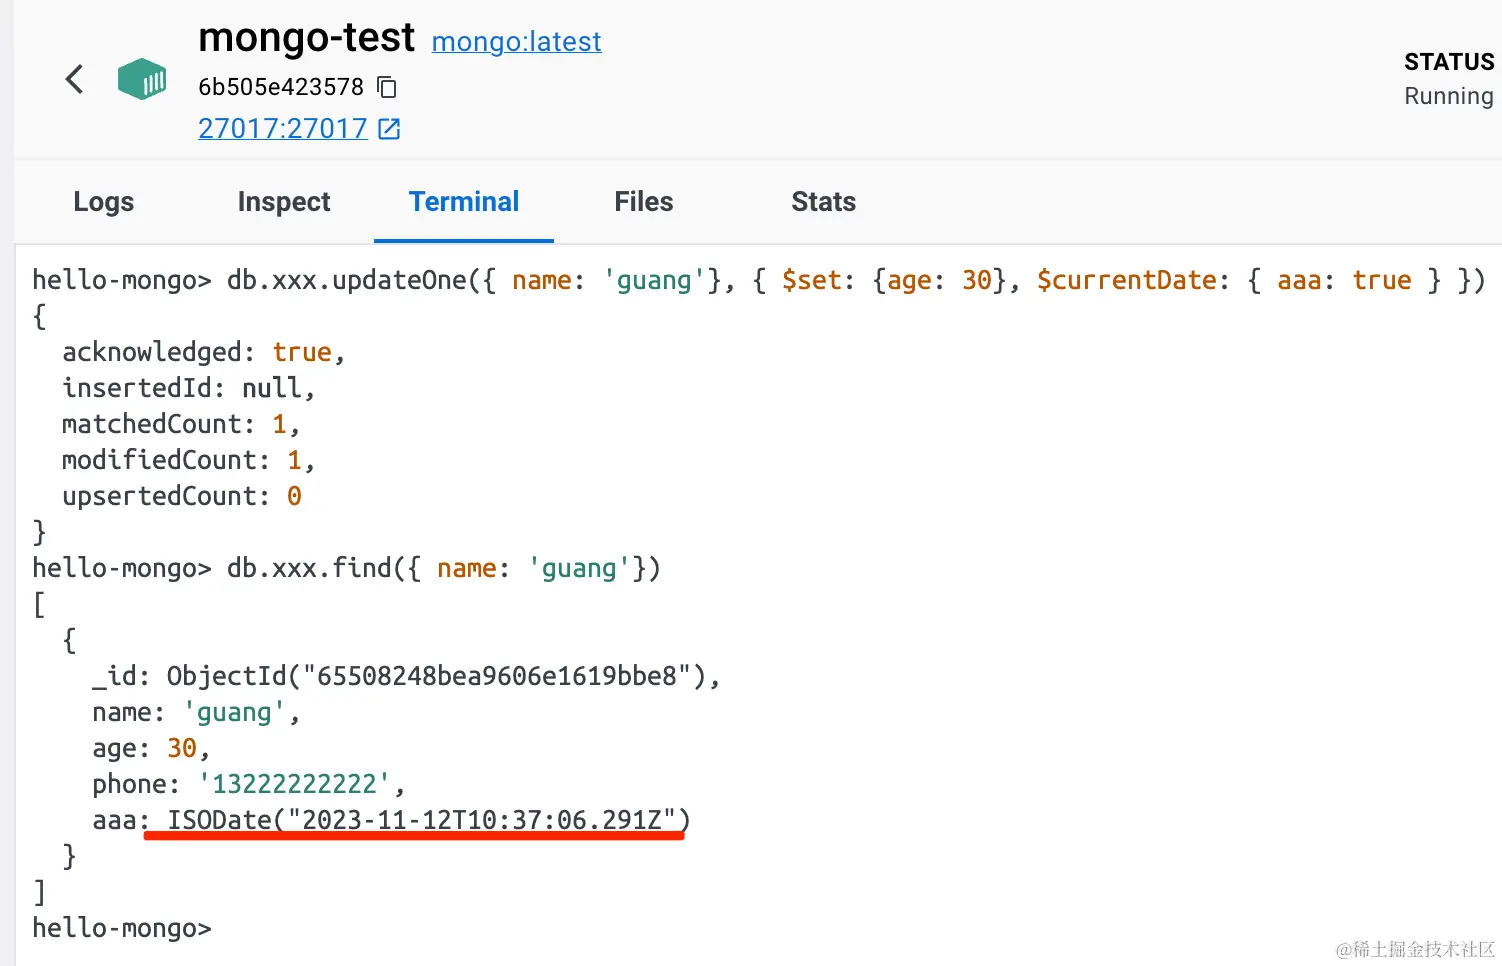 mongo-test mongo:latest
STATUS
6b505e423578
Running
27017:27017
Logs Inspect Terminal Files Stats
hello-mongo> db.xxx.updateOne({ name: 'guang'}, { $set: {age: 30}, $currentDate: { aaa: true } })
{
  acknowledged: true,
  insertedId: null,
  matchedCount: 1,
  modifiedCount: 1,
  upsertedCount: 0
}
hello-mongo> db.xxx.find({ name: 'guang'})
[
  {
    _id: ObjectId("65508248bea9606e1619bbe8"),
    name: 'guang',
    age: 30,
    phone: '13222222222',
    aaa: ISODate("2023-11-12T10:37:06.291Z")
  }
]
hello-mongo>
@稀土掘金技术社区